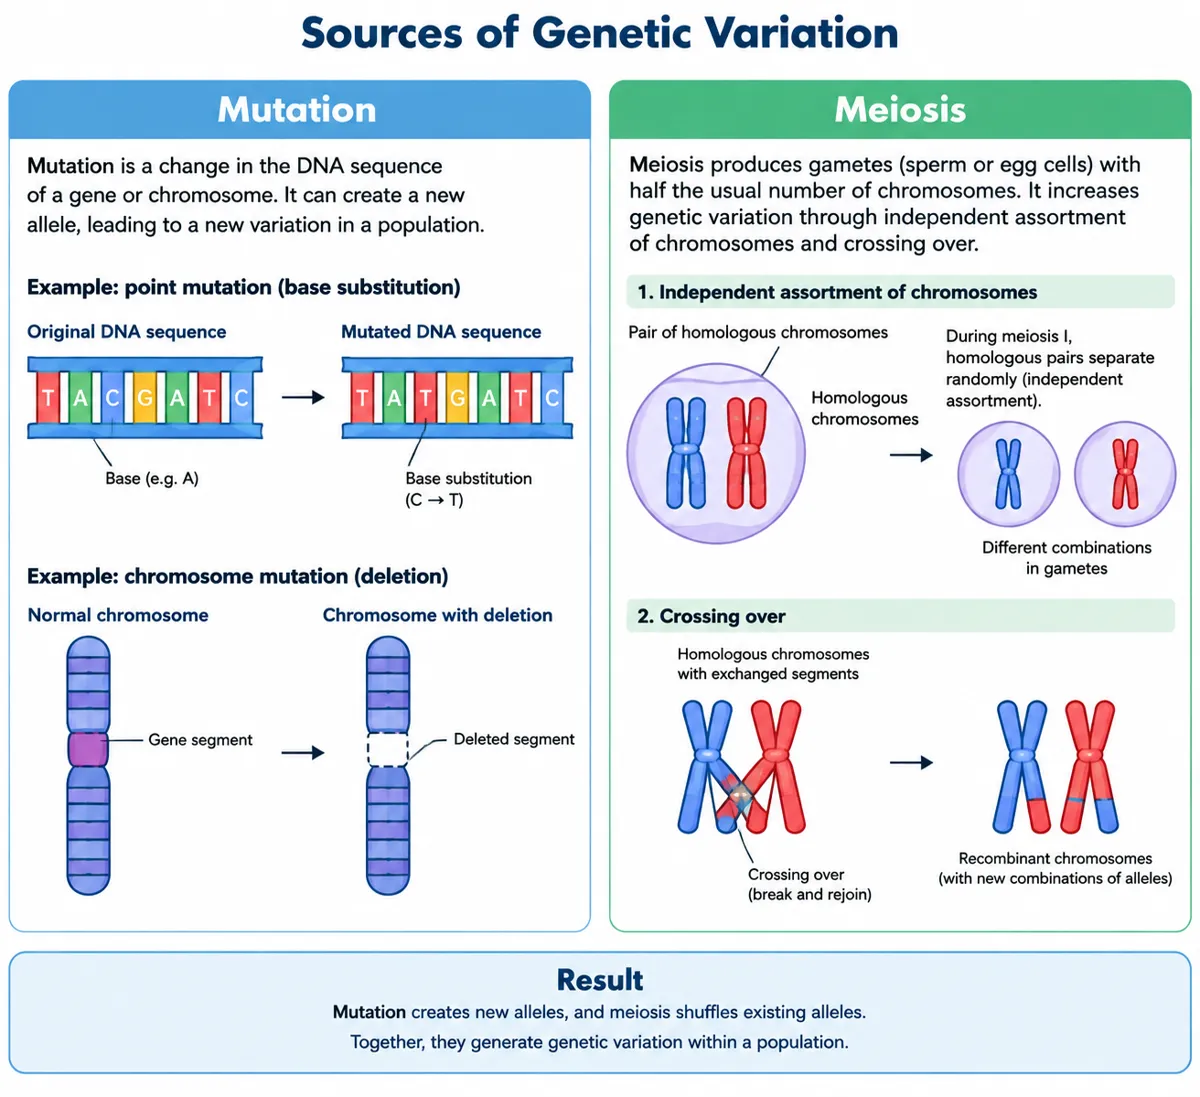 Sources of Genetic Variation
Mutation
Mutation is a change in the DNA sequence
of a gene or chromosome. It can create a new
allele, leading to a new variation in a population.
Example: point mutation (base substitution)
Original DNA sequence
Mutated DNA sequence
T A C G A T C
T A T G A T C
Base (e.g. A)
Base substitution
(C → T)
Example: chromosome mutation (deletion)
Normal chromosome
Chromosome with deletion
Gene segment
Deleted segment
Meiosis
Meiosis produces gametes (sperm or egg cells) with
half the usual number of chromosomes. It increases
genetic variation through independent assortment
of chromosomes and crossing over.
1. Independent assortment of chromosomes
Pair of homologous chromosomes
Homologous
chromosomes
During meiosis I,
homologous pairs separate
randomly (independent
assortment).
Different combinations
in gametes
2. Crossing over
Homologous chromosomes
with exchanged segments
Crossing over
(break and rejoin)
Recombinant chromosomes
(with new combinations of alleles)
Result
Mutation creates new alleles, and meiosis shuffles existing alleles.
Together, they generate genetic variation within a population.